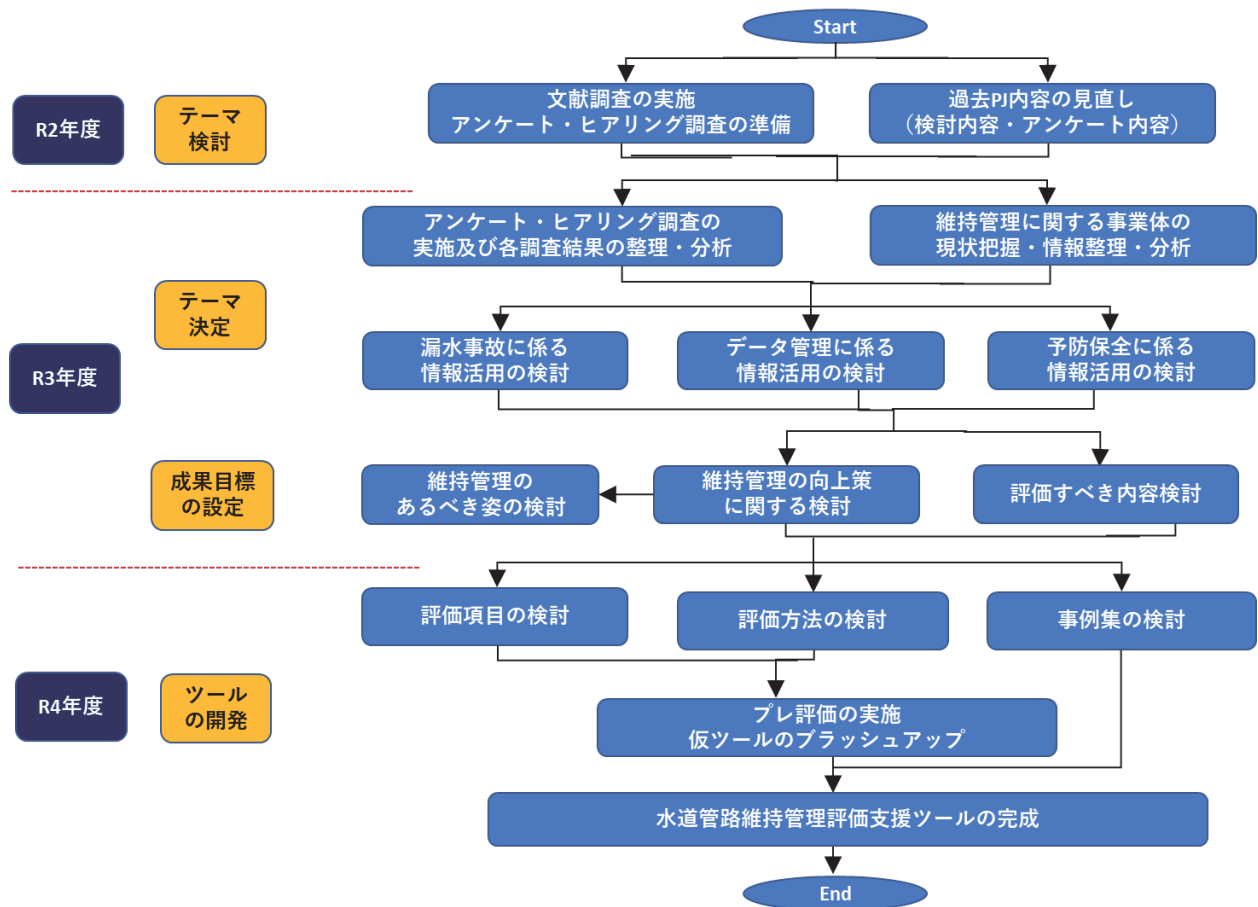 Start
R2年度
テーマ
検討
文献調査の実施
アンケート・ヒアリング調査の準備
過去PJ内容の見直し
（検討内容・アンケート内容）
アンケート・ヒアリング調査の
実施及び各調査結果の整理・分析
維持管理に関する事業体の
現状把握・情報整理・分析
テーマ
決定
R3年度
漏水事故に係る
情報活用の検討
データ管理に係る
情報活用の検討
予防保全に係る
情報活用の検討
成果目標
の設定
維持管理の
あるべき姿の検討
維持管理の向上策
に関する検討
評価すべき内容検討
評価項目の検討
評価方法の検討
事例集の検討
R4年度
ツール
の開発
プレ評価の実施
仮ツールのブラッシュアップ
水道管路維持管理評価支援ツールの完成
End